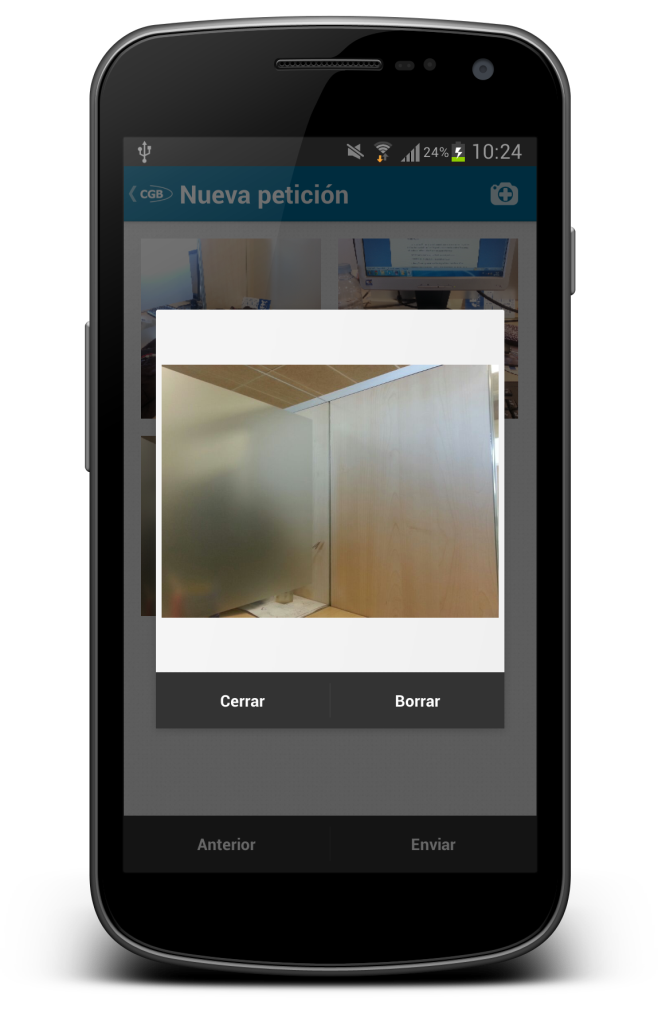 24% 10:24
CGB Nueva petición
Cerrar Borrar
Anterior Enviar